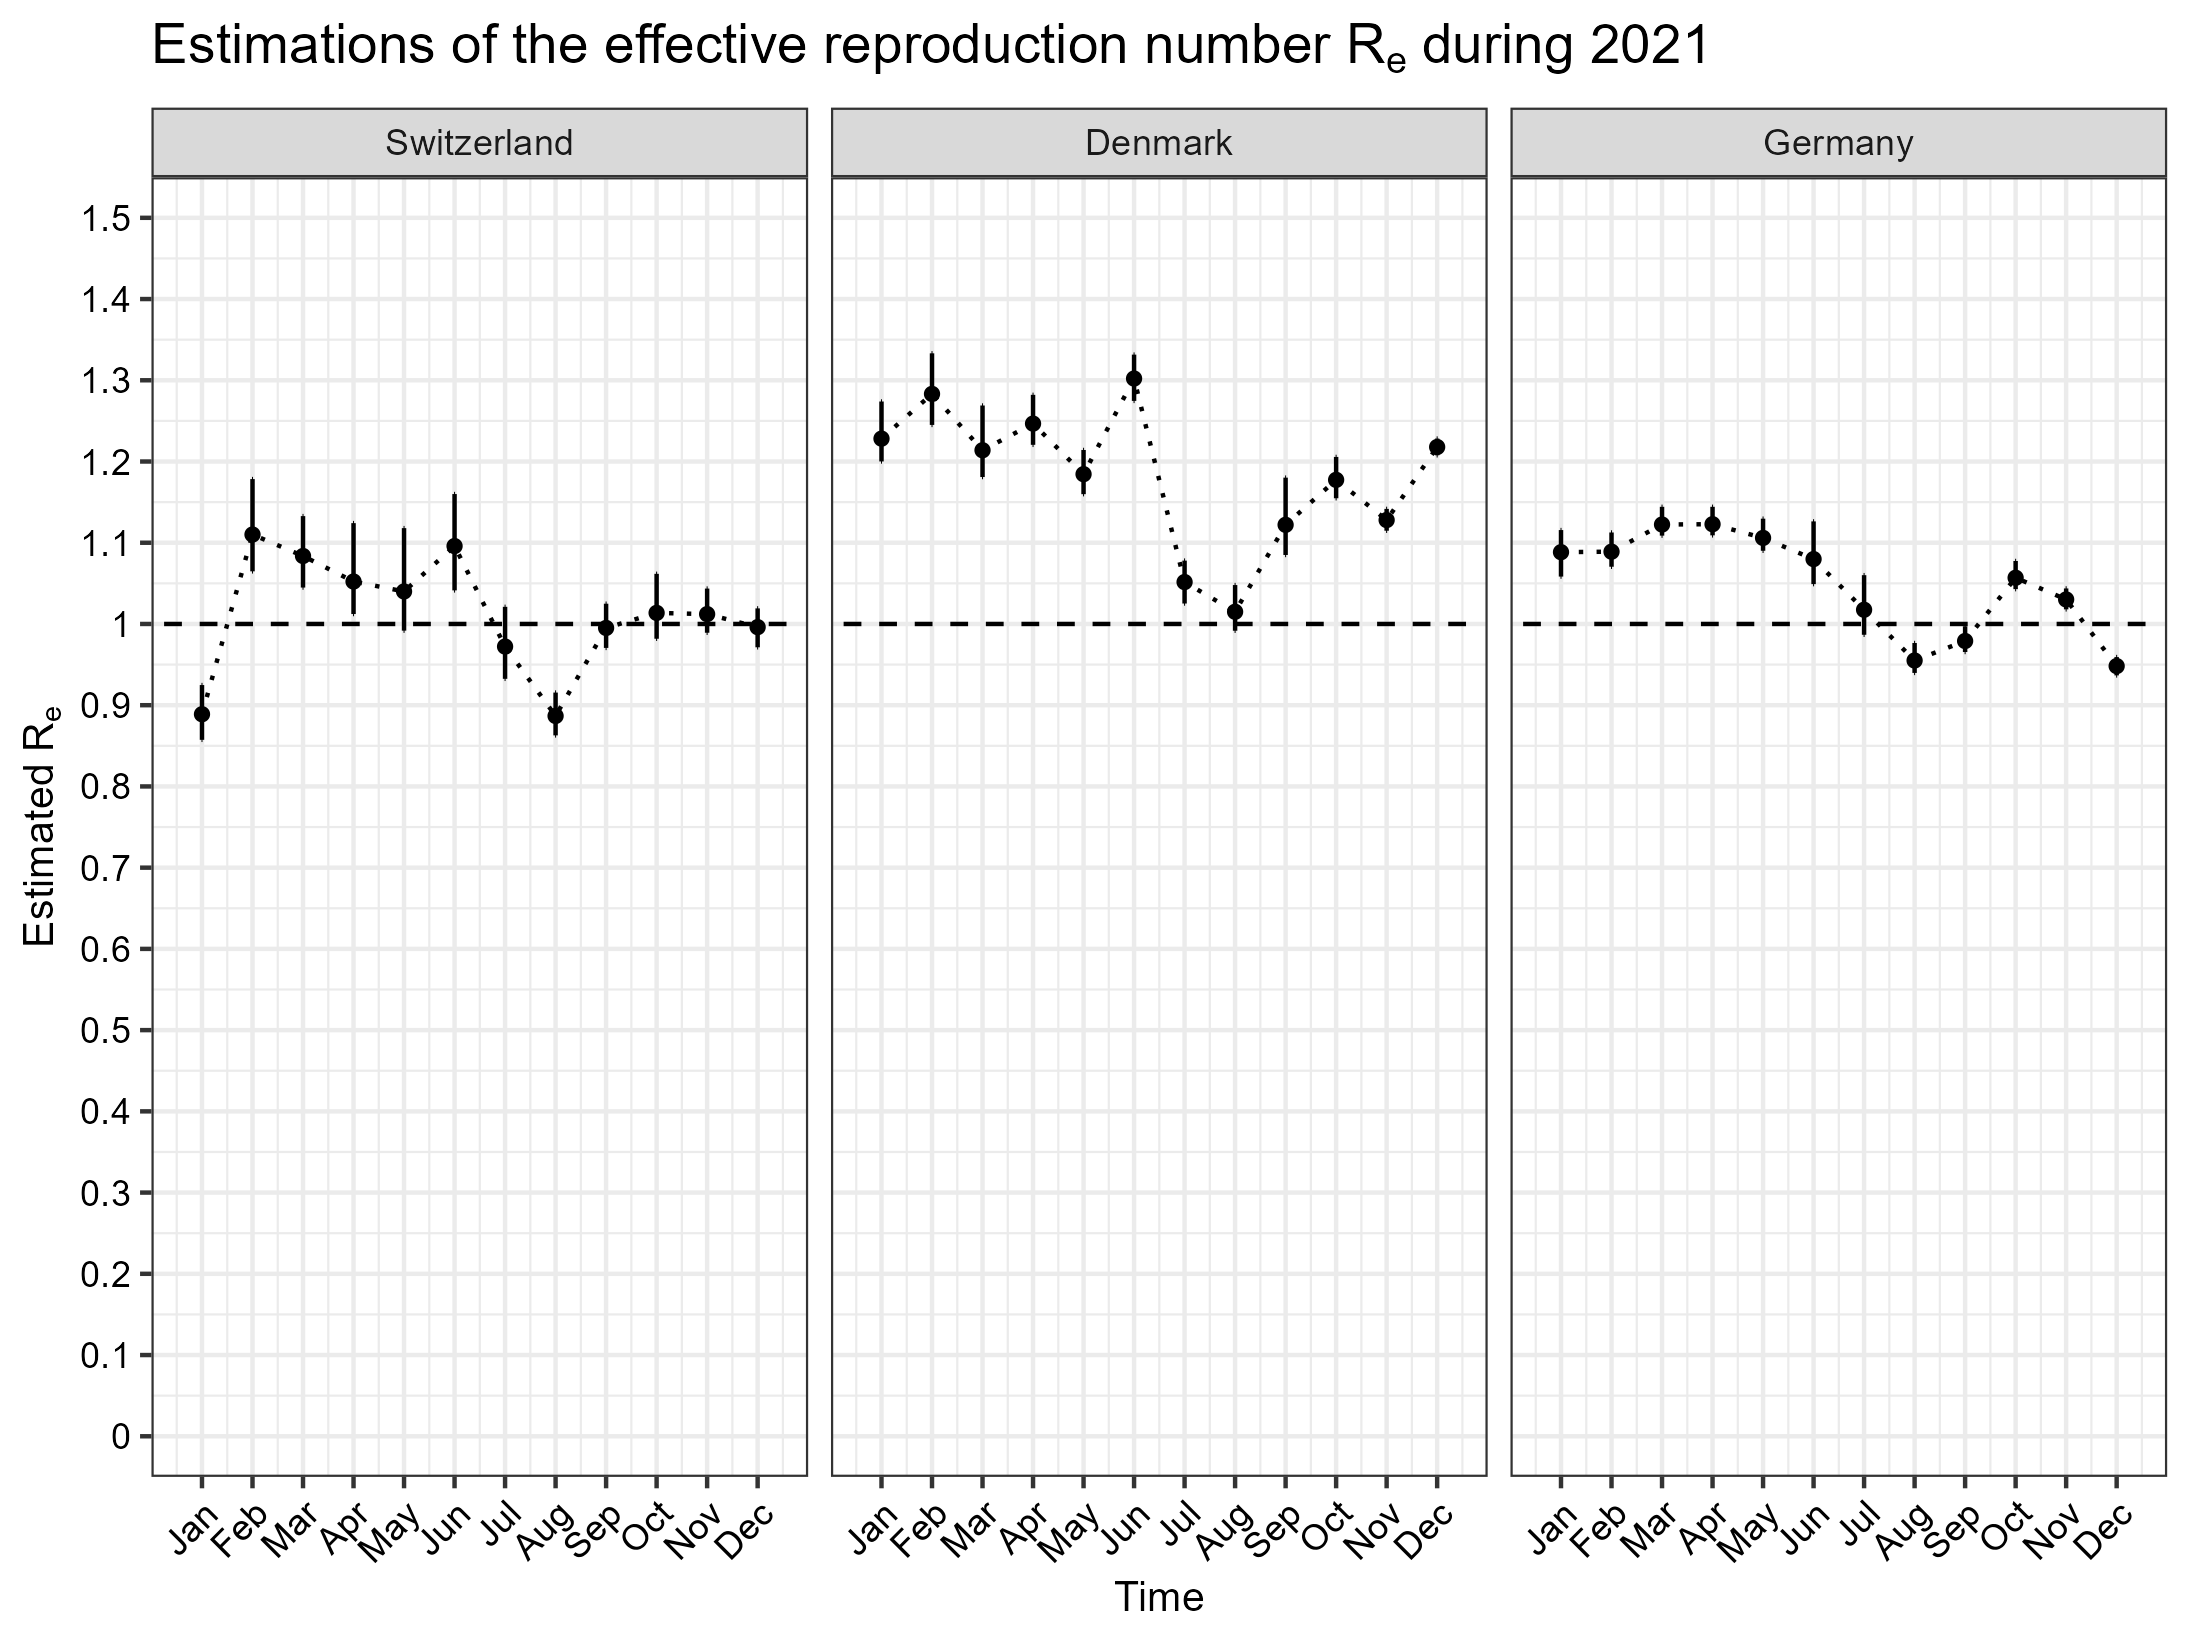 Estimations of the effective reproduction number Re during 2021
Switzerland
Denmark
Germany
Estimated Re
1.5
1.4
1.3
1.2
1.1
1
0.9
0.8
0.7
0.6
0.5
0.4
0.3
0.2
0.1
0
Jan Feb Mar Apr May Jun Jul Aug Sep Oct Nov Dec
Jan Feb Mar Apr May Jun Jul Aug Sep Oct Nov Dec
Jan Feb Mar Apr May Jun Jul Aug Sep Oct Nov Dec
Time